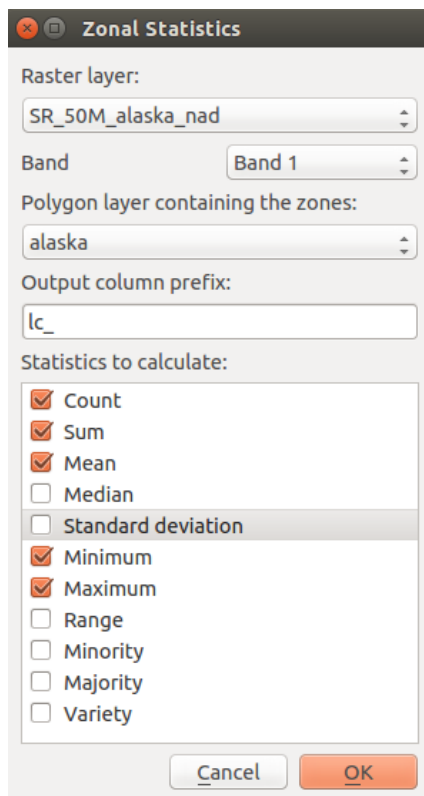 Zonal Statistics
Raster layer:
SR_50M_alaska_nad
Band Band 1
Polygon layer containing the zones:
alaska
Output column prefix:
lc_
Statistics to calculate:
Count
Sum
Mean
Median
Standard deviation
Minimum
Maximum
Range
Minority
Majority
Variety
Cancel OK